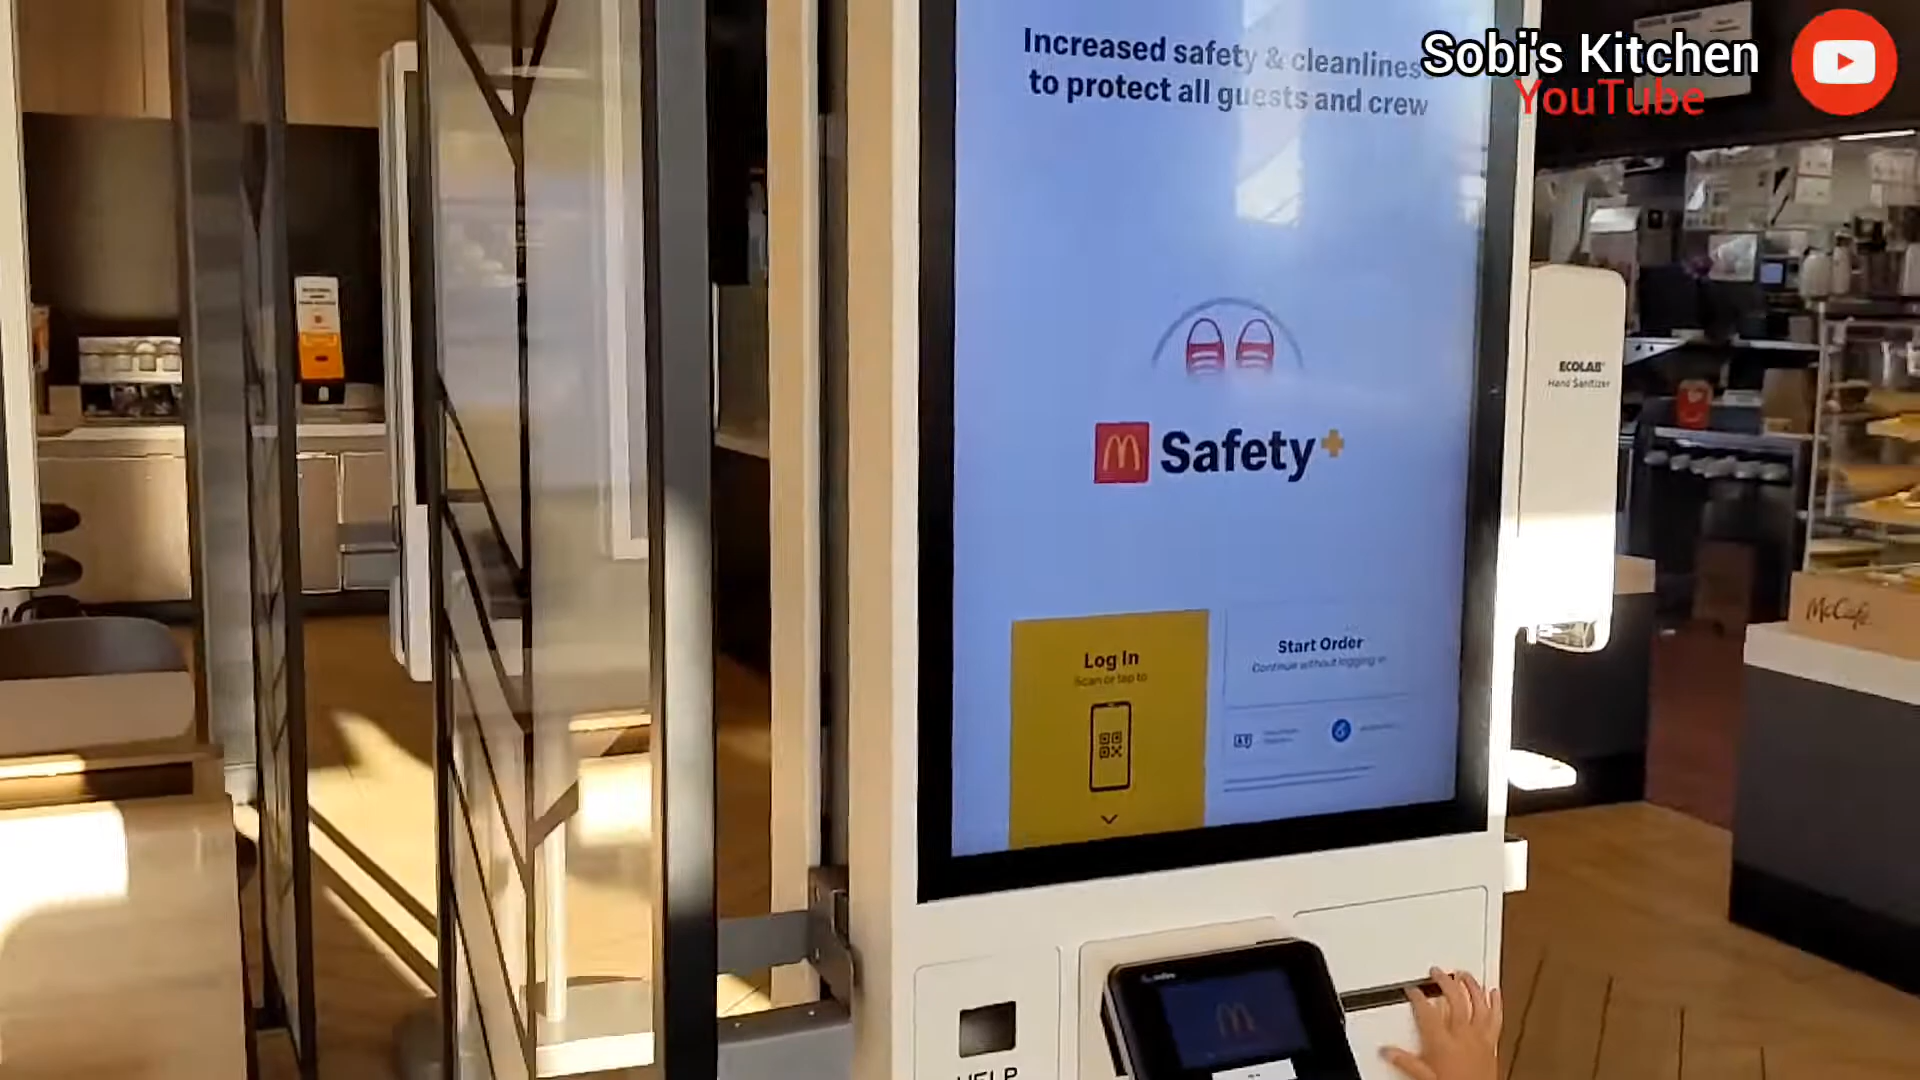 Increased safety & cleanlines
to protect all guests and crew
Sobi's Kitchen
YouTube
ECOLAB
Hand Sanitizer
Safety+
McCafé
Log In
Scan or tap to
Start Order
Continue without logging in
HELP